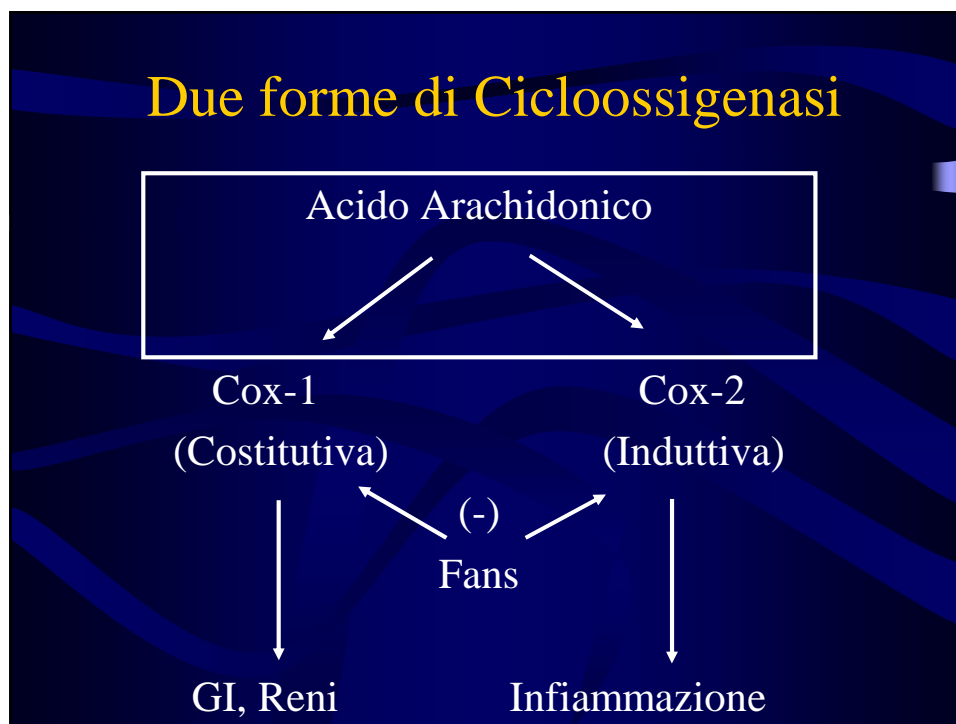 Due forme di Cicloossigenasi
Acido Arachidonico
Cox-1 Cox-2
(Costitutiva) (Induttiva)
(-)
Fans
GI, Reni Infiammazione